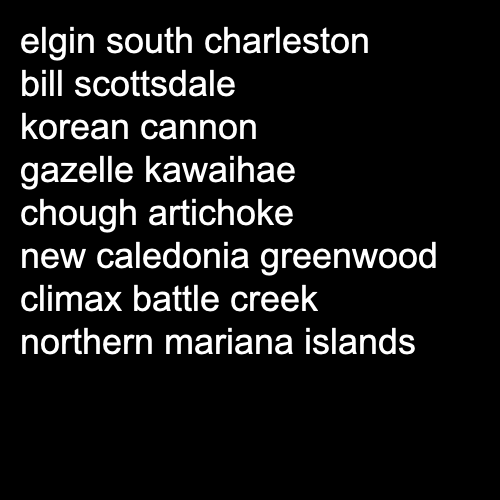 elgin south charleston
bill scottsdale
korean cannon
gazelle kawaihae
chough artichoke
new caledonia greenwood
climax battle creek
northern mariana islands